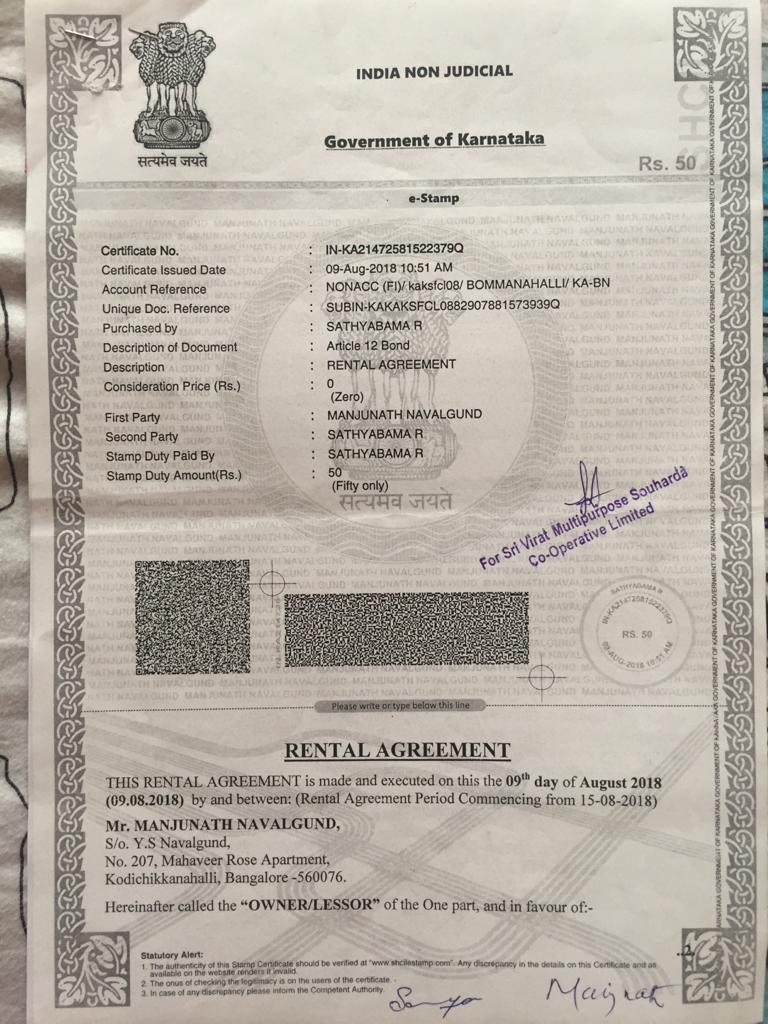 सत्यमेव जयते
INDIA NON JUDICIAL
Government of Karnataka
Rs. 50
e-Stamp
Certificate No. : IN-KA21472581522379Q
Certificate Issued Date : 09-Aug-2018 10:51 AM
Account Reference : NONACC (FI)/ kaksfcl08/ BOMMANAHALLI/ KA-BN
Unique Doc. Reference : SUBIN-KAKAKSFCL0882907881573939Q
Purchased by : SATHYABAMA R
Description of Document : Article 12 Bond
Description : RENTAL AGREEMENT
Consideration Price (Rs.) : 0
(Zero)
First Party : MANJUNATH NAVALGUND
Second Party : SATHYABAMA R
Stamp Duty Paid By : SATHYABAMA R
Stamp Duty Amount(Rs.) : 50
(Fifty only)
सत्यमेव जयते
For Sri Virat Multipurpose Souharda
Co-Operative Limited
SATHYABAMA R
IN-KA21472581522379Q
RS. 50
09-AUG-2018 10:51 AM
Please write or type below this line
RENTAL AGREEMENT
THIS RENTAL AGREEMENT is made and executed on this the 09th day of August 2018
(09.08.2018) by and between: (Rental Agreement Period Commencing from 15-08-2018)
Mr. MANJUNATH NAVALGUND,
S/o. Y.S Navalgund,
No. 207, Mahaveer Rose Apartment,
Kodichikkanahalli, Bangalore -560076.
Hereinafter called the “OWNER/LESSOR” of the One part, and in favour of:-
..1
Statutory Alert:
1. The authenticity of this Stamp Certificate should be verified at "www.shcilestamp.com". Any discrepancy in the details on this Certificate and as
available on the website renders it invalid.
2. The onus of checking the legitimacy is on the users of the certificate.
3. In case of any discrepancy please inform the Competent Authority.